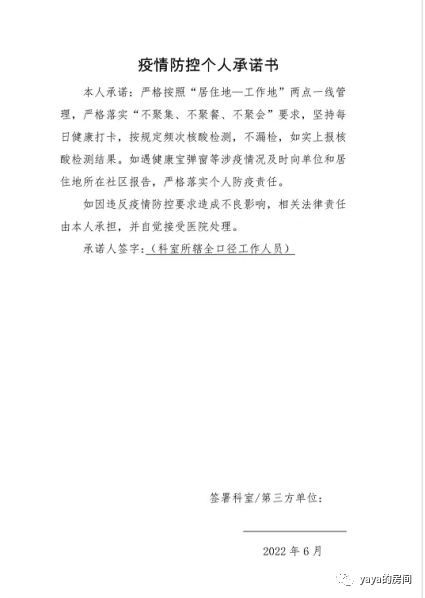 疫情防控个人承诺书
本人承诺：严格按照“居住地—工作地”两点一线管
理，严格落实“不聚集、不聚餐、不聚会”要求，坚持每
日健康打卡，按规定频次核酸检测，不漏检，如实上报核
酸检测结果。如遇健康宝弹窗等涉疫情况及时向单位和居
住地所在社区报告，严格落实个人防疫责任。
如因违反疫情防控要求造成不良影响，相关法律责任
由本人承担，并自觉接受医院处理。
承诺人签字：（科室所辖全口径工作人员）
签署科室/第三方单位：
2022 年 6 月
yaya的房间